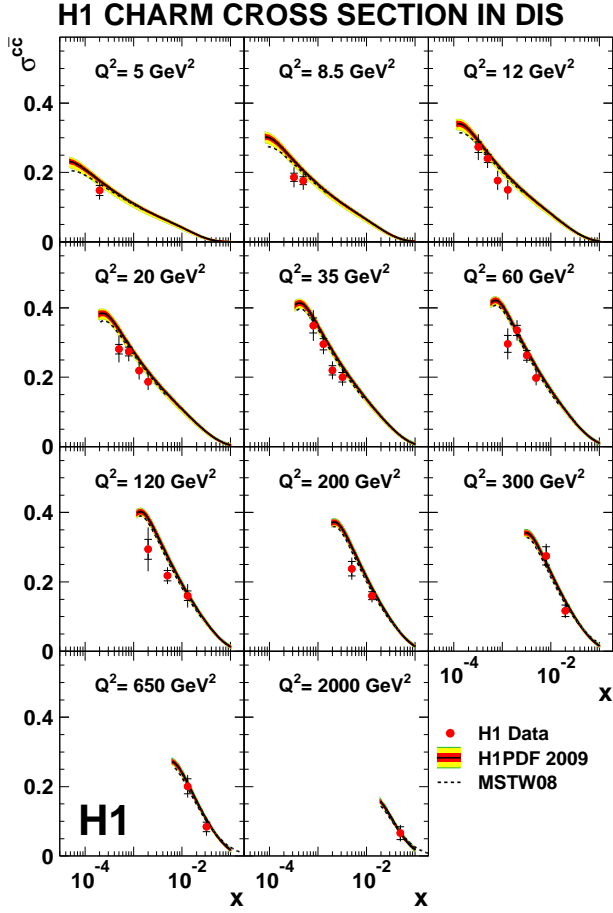 H1 CHARM CROSS SECTION IN DIS
σ^cc̄
Q²= 5 GeV² Q²= 8.5 GeV² Q²= 12 GeV²
0.4
0.2
0
Q²= 20 GeV² Q²= 35 GeV² Q²= 60 GeV²
0.4
0.2
0
Q²= 120 GeV² Q²= 200 GeV² Q²= 300 GeV²
0.4
0.2
0
10⁻⁴ 10⁻²
x
Q²= 650 GeV² Q²= 2000 GeV²
0.4
0.2
0
H1
10⁻⁴ 10⁻² 10⁻⁴ 10⁻²
x x
H1 Data
H1PDF 2009
MSTW08